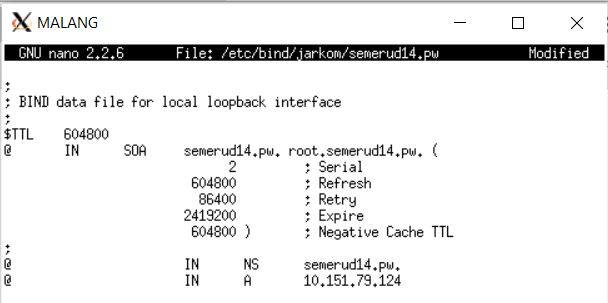 MALANG
GNU nano 2.2.6 File: /etc/bind/jarkom/semerud14.pw Modified
;
; BIND data file for local loopback interface
;
$TTL 604800
@ IN SOA semerud14.pw. root.semerud14.pw. (
2 ; Serial
604800 ; Refresh
86400 ; Retry
2419200 ; Expire
604800 ) ; Negative Cache TTL
;
@ IN NS semerud14.pw.
@ IN A 10.151.79.124